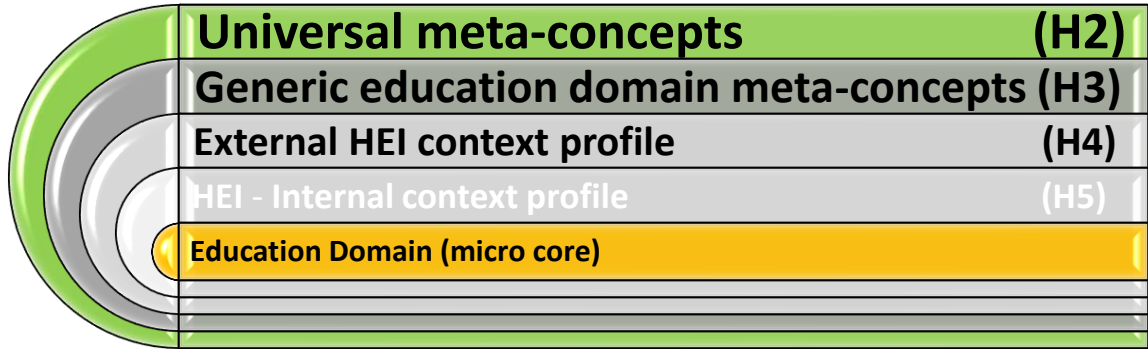 Universal meta-concepts (H2)
Generic education domain meta-concepts (H3)
External HEI context profile (H4)
HEI - Internal context profile (H5)
Education Domain (micro core)